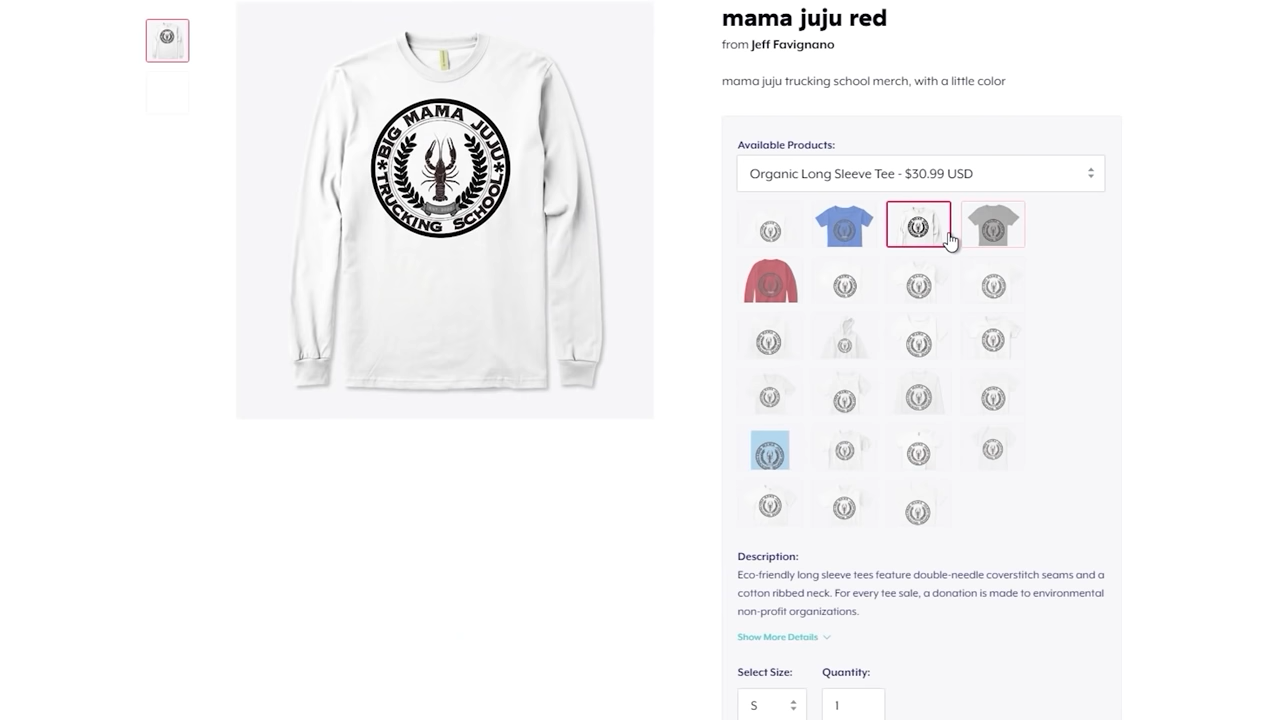 mama juju red
from Jeff Favignano
mama juju trucking school merch, with a little color
BIG MAMA JUJU
TRUCKING SCHOOL
Available Products:
Organic Long Sleeve Tee - $30.99 USD
Description:
Eco-friendly long sleeve tees feature double-needle coverstitch seams and a
cotton ribbed neck. For every tee sale, a donation is made to environmental
non-profit organizations.
Show More Details
Select Size:
Quantity:
S
1